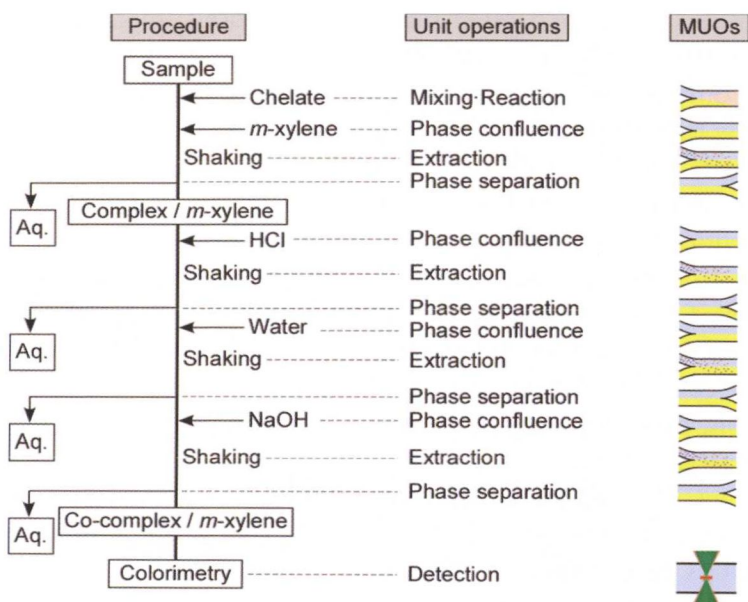 Procedure Unit operations MUOs
Sample
Chelate Mixing·Reaction
m-xylene Phase confluence
Shaking Extraction
Phase separation
Aq. Complex / m-xylene
HCl Phase confluence
Shaking Extraction
Phase separation
Aq. Water Phase confluence
Shaking Extraction
Phase separation
Aq. NaOH Phase confluence
Shaking Extraction
Phase separation
Aq. Co-complex / m-xylene
Colorimetry Detection